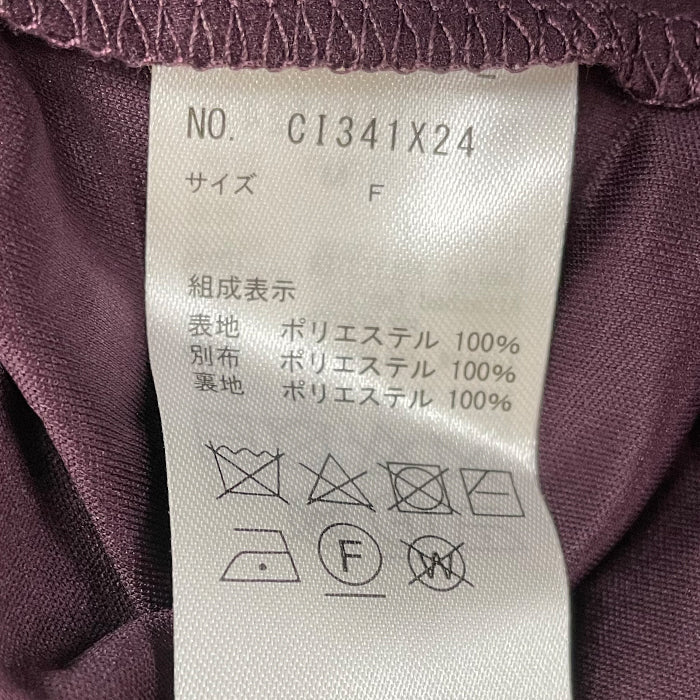 NO. CI341X24
サイズ F
組成表示
表地 ポリエステル 100%
別布 ポリエステル 100%
裏地 ポリエステル 100%
F W